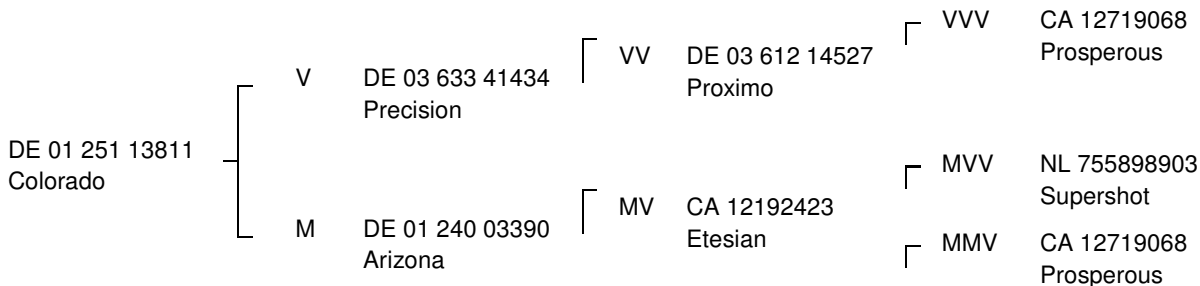 DE 01 251 13811
Colorado
V DE 03 633 41434
Precision
M DE 01 240 03390
Arizona
VV DE 03 612 14527
Proximo
MV CA 12192423
Etesian
VVV CA 12719068
Prosperous
MVV NL 755898903
Supershot
MMV CA 12719068
Prosperous